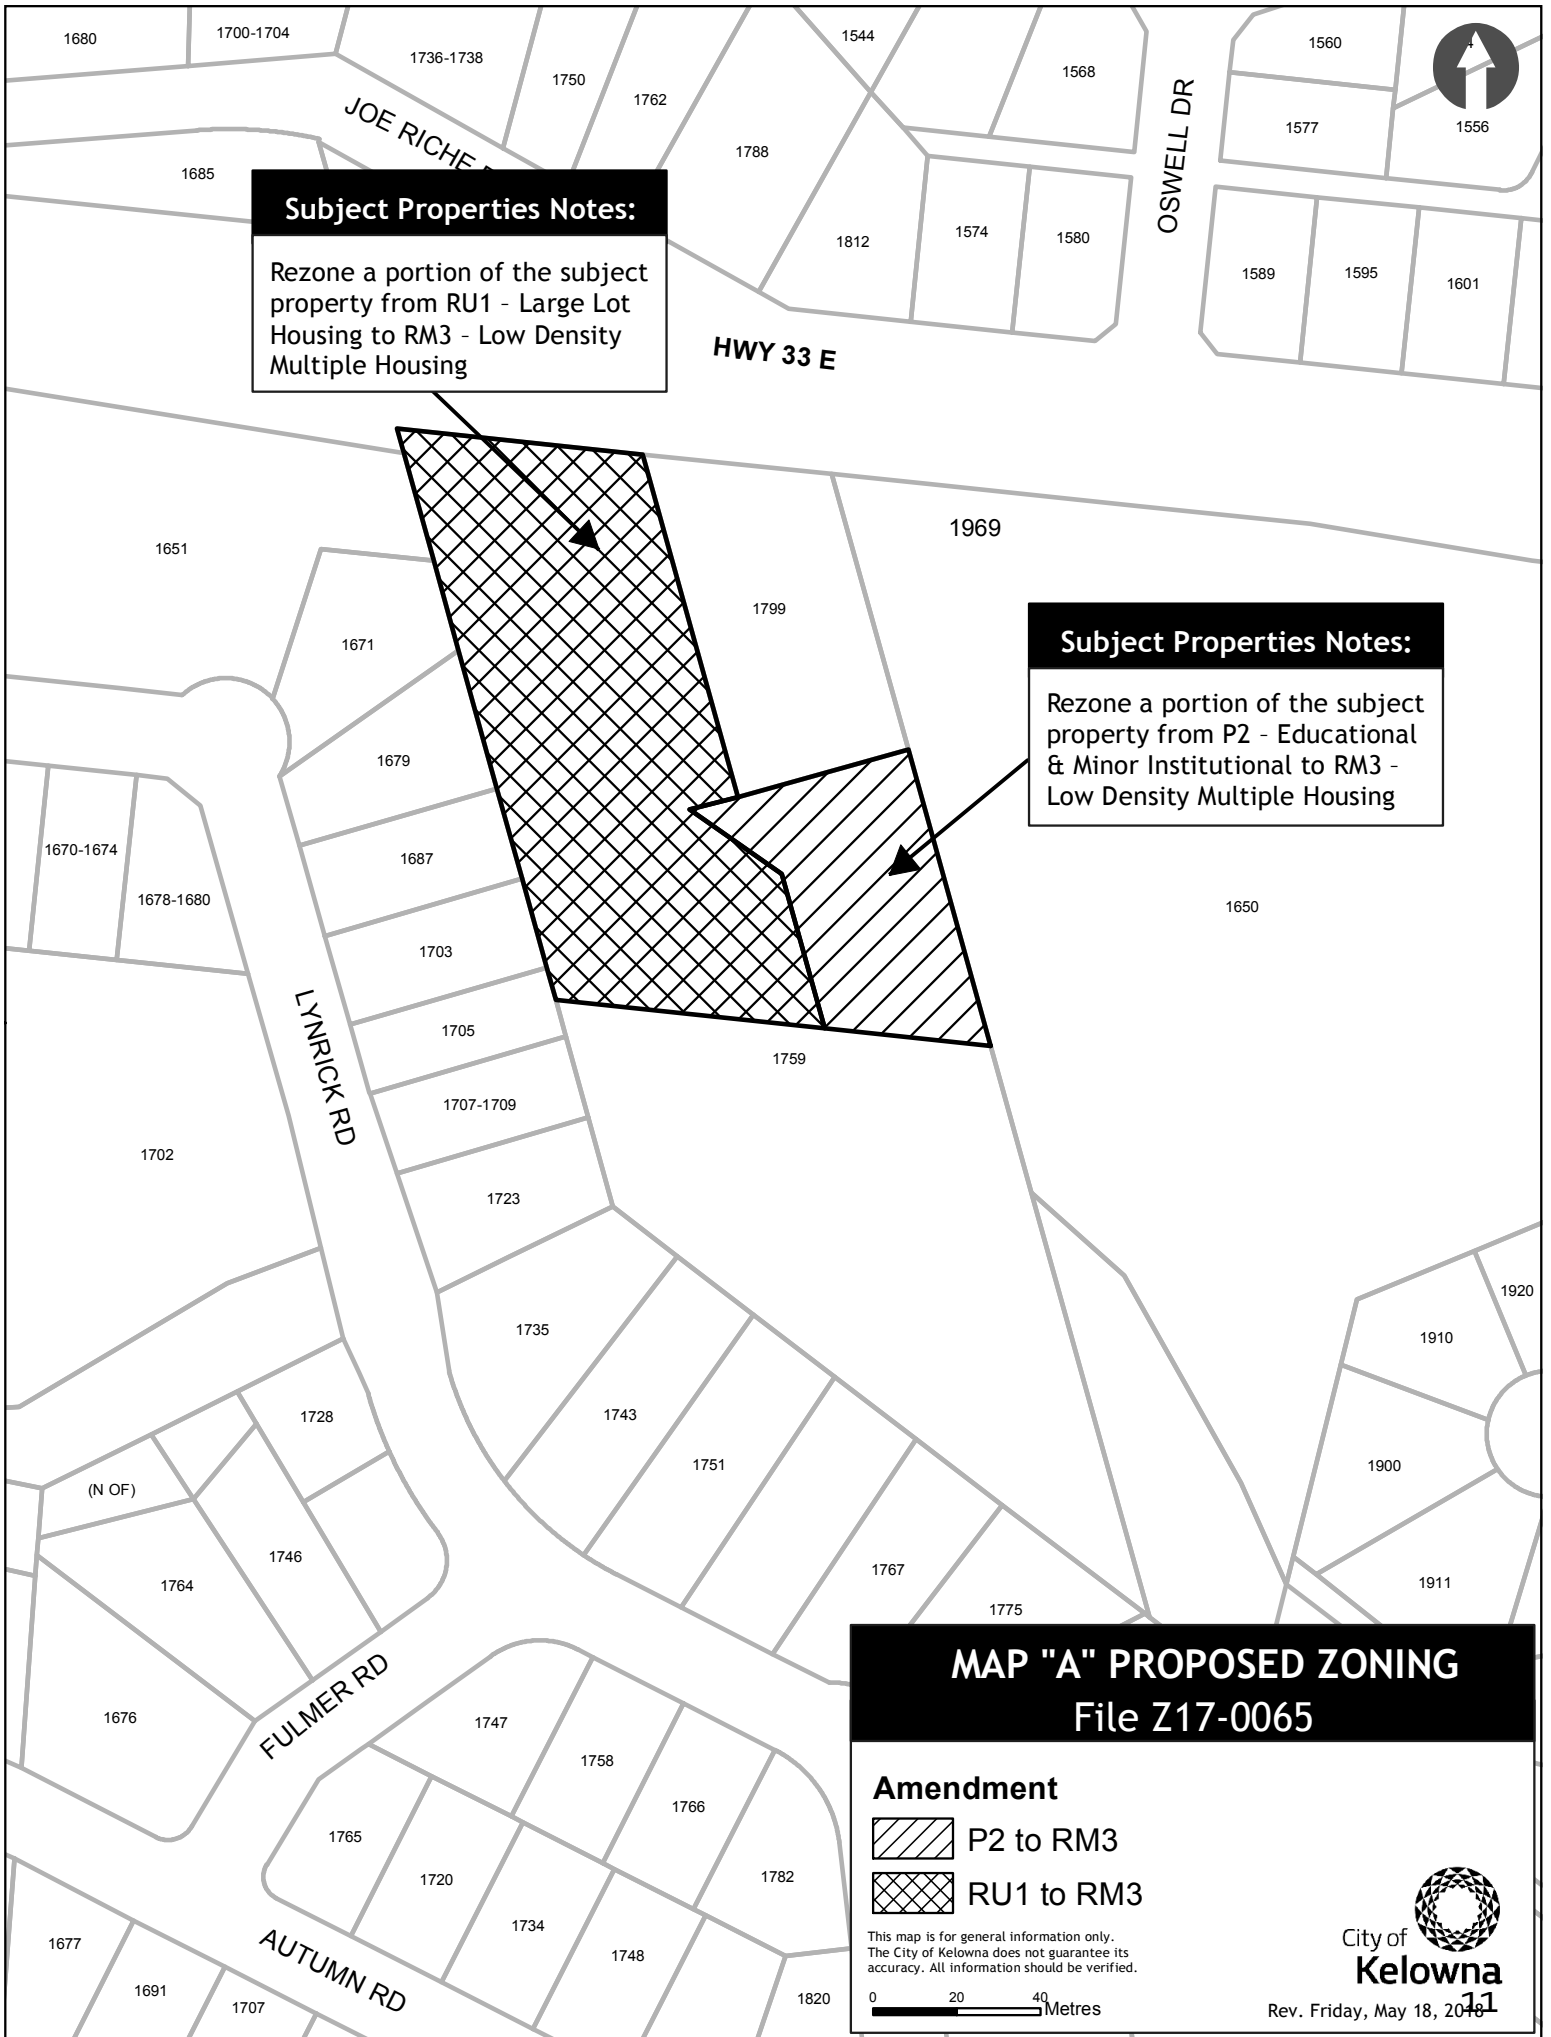 1680
1700-1704
1736-1738
1750
1762
1544
1568
1560
1577
1556
4
JOE RICHE
1685
1788
1812
1574
1580
OSWELL DR
1589
1595
1601
Subject Properties Notes:
Rezone a portion of the subject
property from RU1 - Large Lot
Housing to RM3 - Low Density
Multiple Housing
HWY 33 E
1969
1651
1671
1799
1679
Subject Properties Notes:
Rezone a portion of the subject
property from P2 - Educational
& Minor Institutional to RM3 -
Low Density Multiple Housing
1670-1674
1678-1680
1687
1703
1650
1705
1759
LYNRICK RD
1707-1709
1702
1723
1735
1743
1751
1767
1775
1920
1910
1900
1911
1728
(N OF)
1746
1764
1676
FULMER RD
1747
1758
1766
1782
1765
1720
1734
1748
1820
AUTUMN RD
1677
1691
1707
MAP "A" PROPOSED ZONING
File Z17-0065
Amendment
P2 to RM3
RU1 to RM3
This map is for general information only.
The City of Kelowna does not guarantee its
accuracy. All information should be verified.
0 20 40 Metres
City of
Kelowna
Rev. Friday, May 18, 2018
11